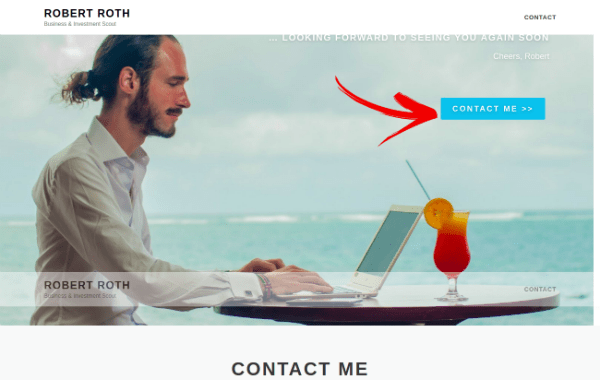 ROBERT ROTH
Business & Investment Scout
CONTACT
... LOOKING FORWARD TO SEEING YOU AGAIN SOON
Cheers, Robert
CONTACT ME >>
ROBERT ROTH
Business & Investment Scout
CONTACT
CONTACT ME